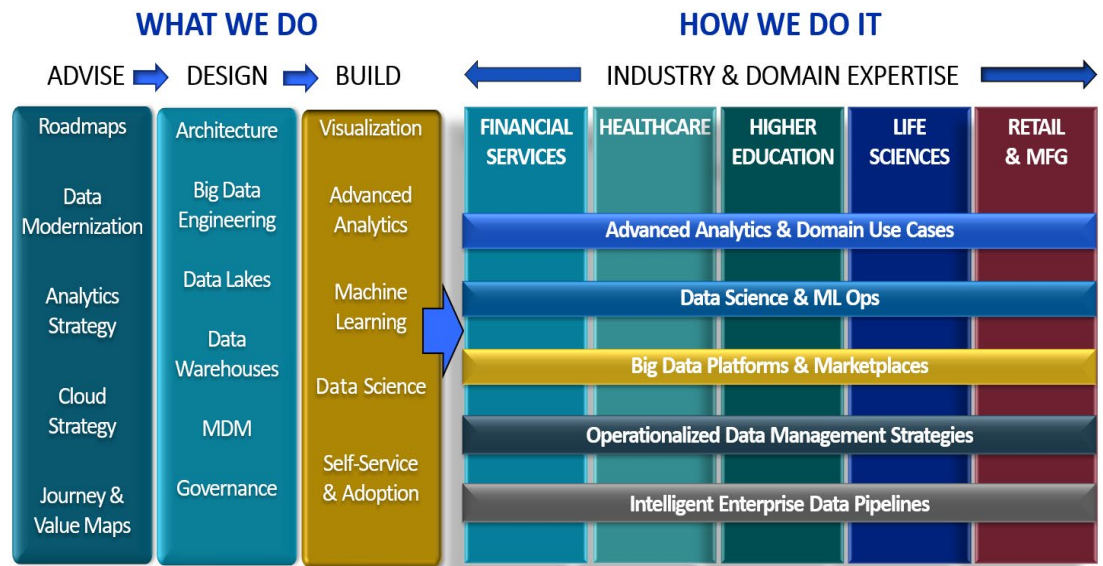 WHAT WE DO
HOW WE DO IT
ADVISE
DESIGN
BUILD
INDUSTRY & DOMAIN EXPERTISE
Roadmaps
Data
Modernization
Analytics
Strategy
Cloud
Strategy
Journey &
Value Maps
Architecture
Big Data
Engineering
Data Lakes
Data
Warehouses
MDM
Governance
Visualization
Advanced
Analytics
Machine
Learning
Data Science
Self-Service
& Adoption
FINANCIAL
SERVICES
HEALTHCARE
HIGHER
EDUCATION
LIFE
SCIENCES
RETAIL
& MFG
Advanced Analytics & Domain Use Cases
Data Science & ML Ops
Big Data Platforms & Marketplaces
Operationalized Data Management Strategies
Intelligent Enterprise Data Pipelines